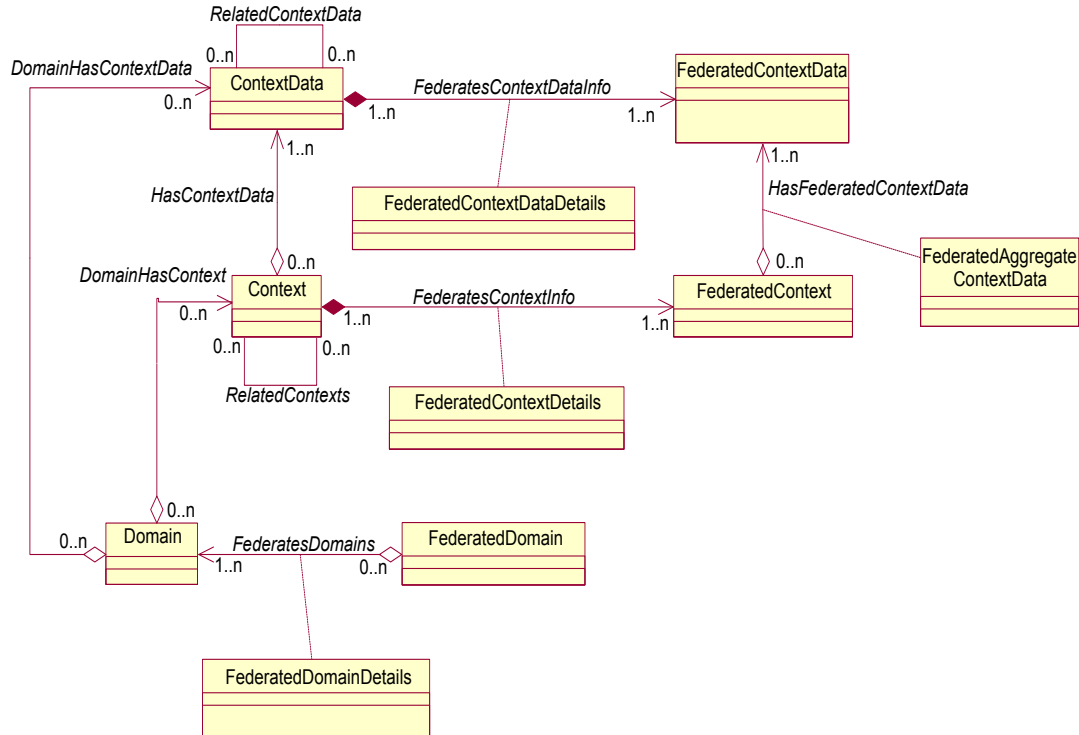 RelatedContextData
0..n 0..n
DomainHasContextData
0..n
ContextData
1..n
FederatesContextDataInfo
1..n
FederatedContextData
1..n
1..n
HasContextData
FederatedContextDataDetails
HasFederatedContextData
0..n
0..n
FederatedAggregate
ContextData
DomainHasContext
0..n
Context
1..n
FederatesContextInfo
1..n
FederatedContext
0..n 0..n
RelatedContexts
FederatedContextDetails
0..n
0..n
Domain
1..n
FederatesDomains
0..n
FederatedDomain
FederatedDomainDetails